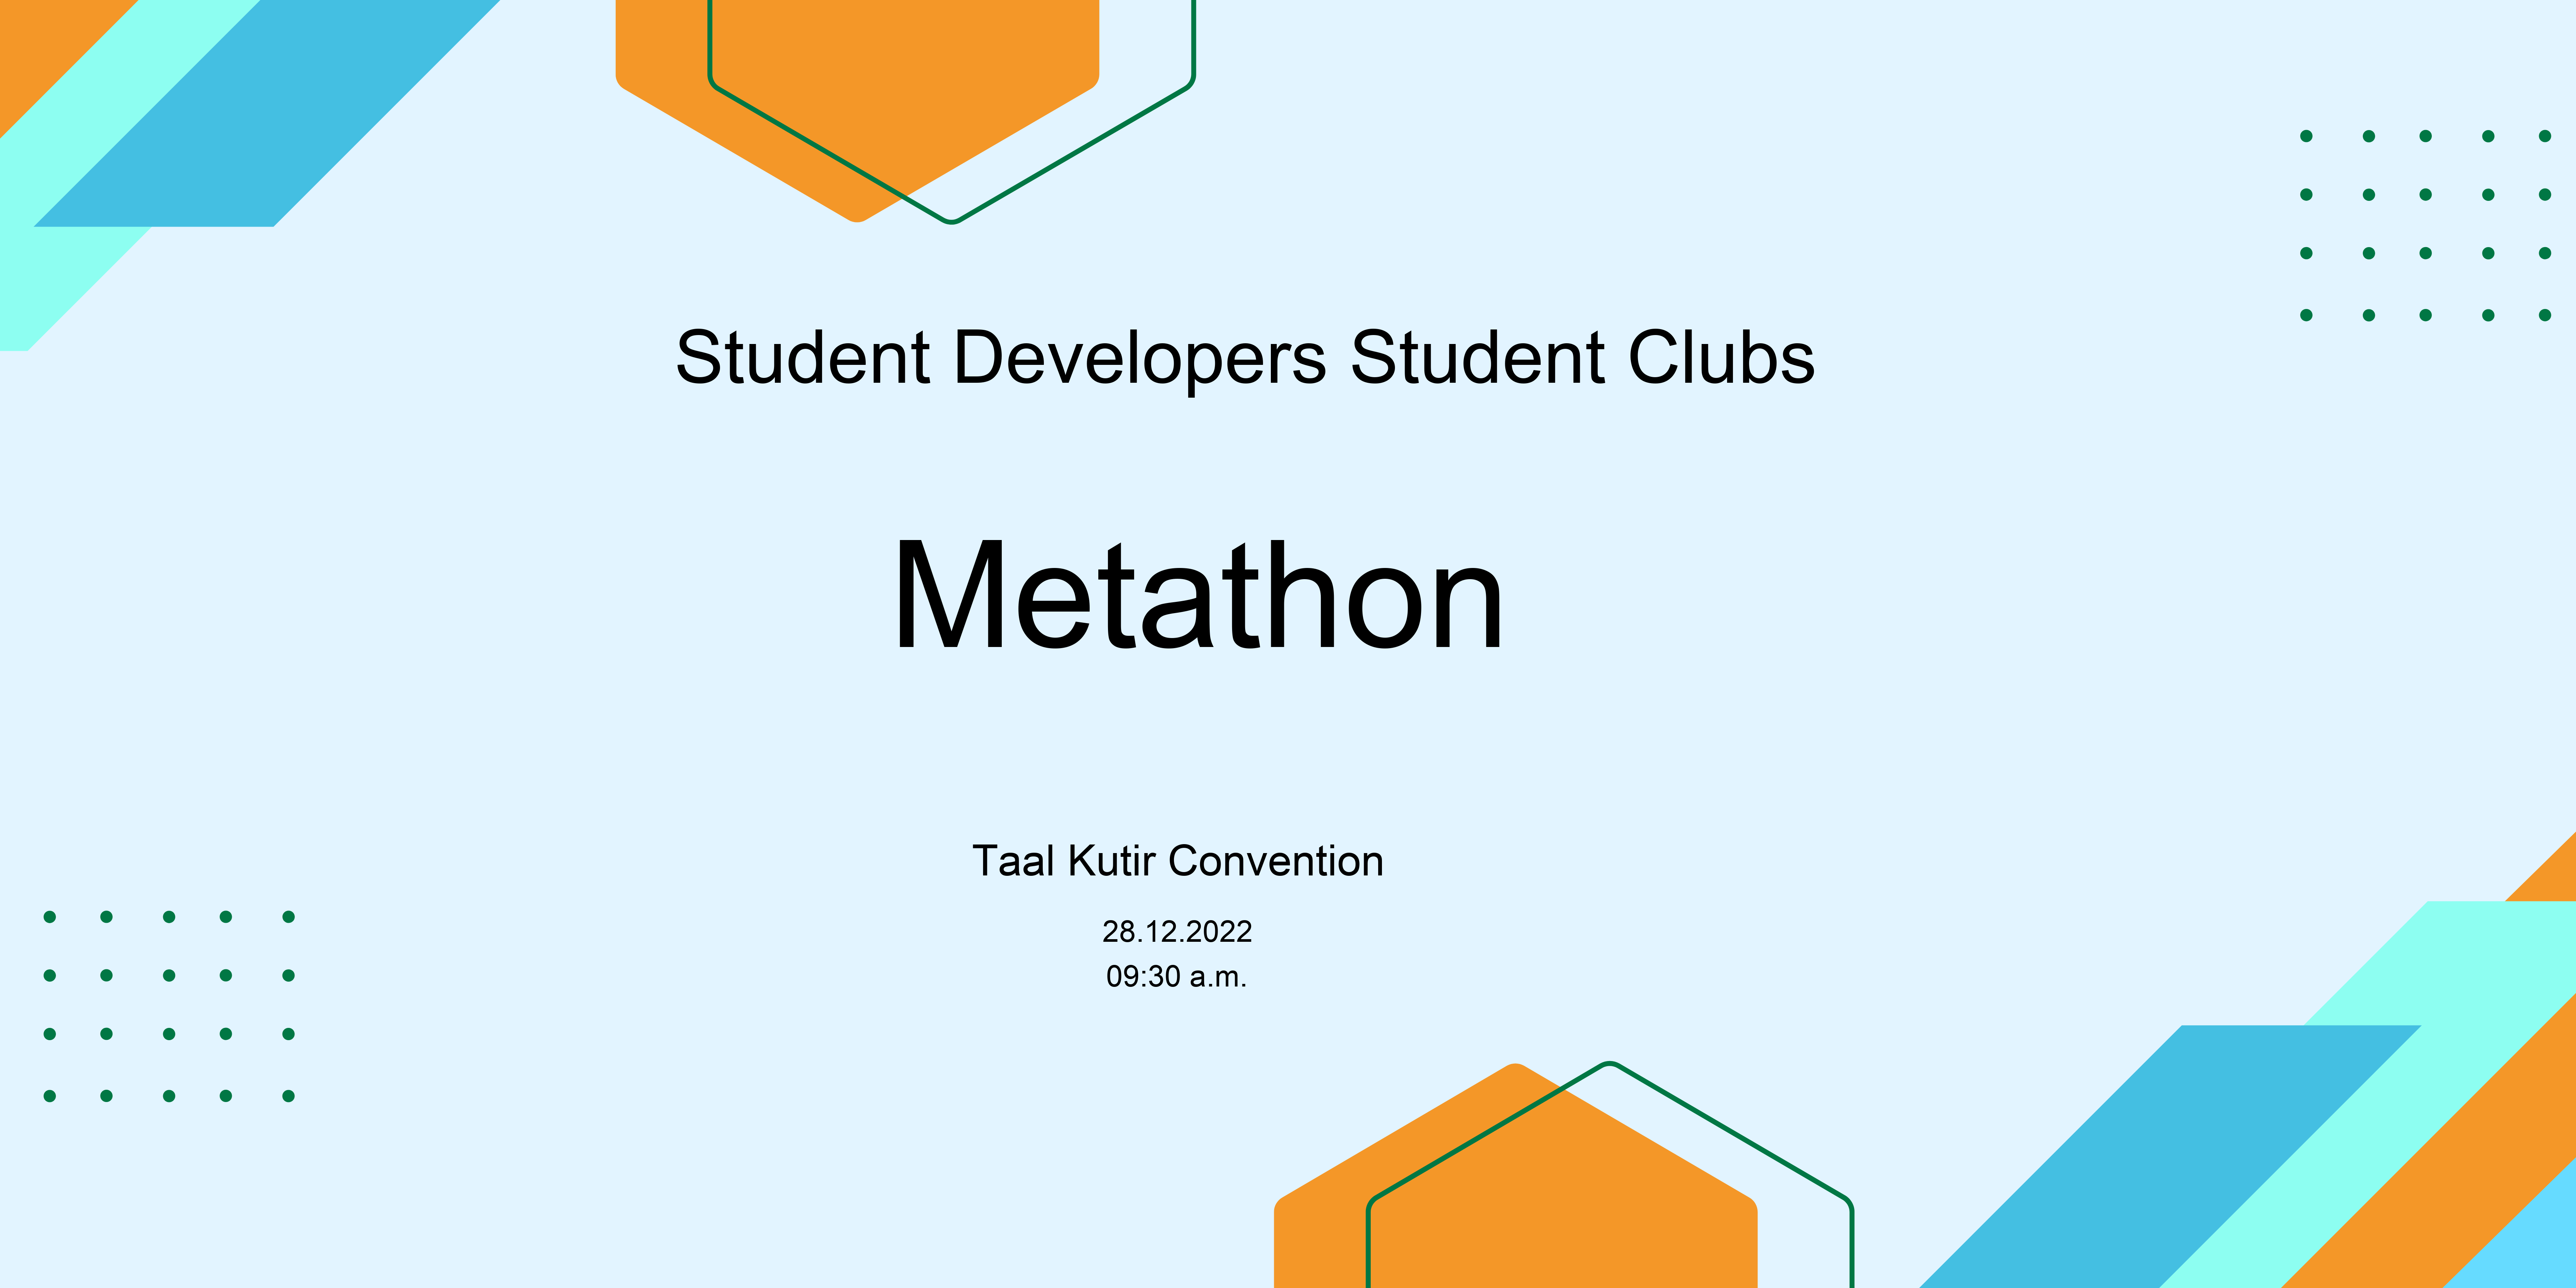 Student Developers Student Clubs
Metathon
Taal Kutir Convention
28.12.2022
09:30 a.m.